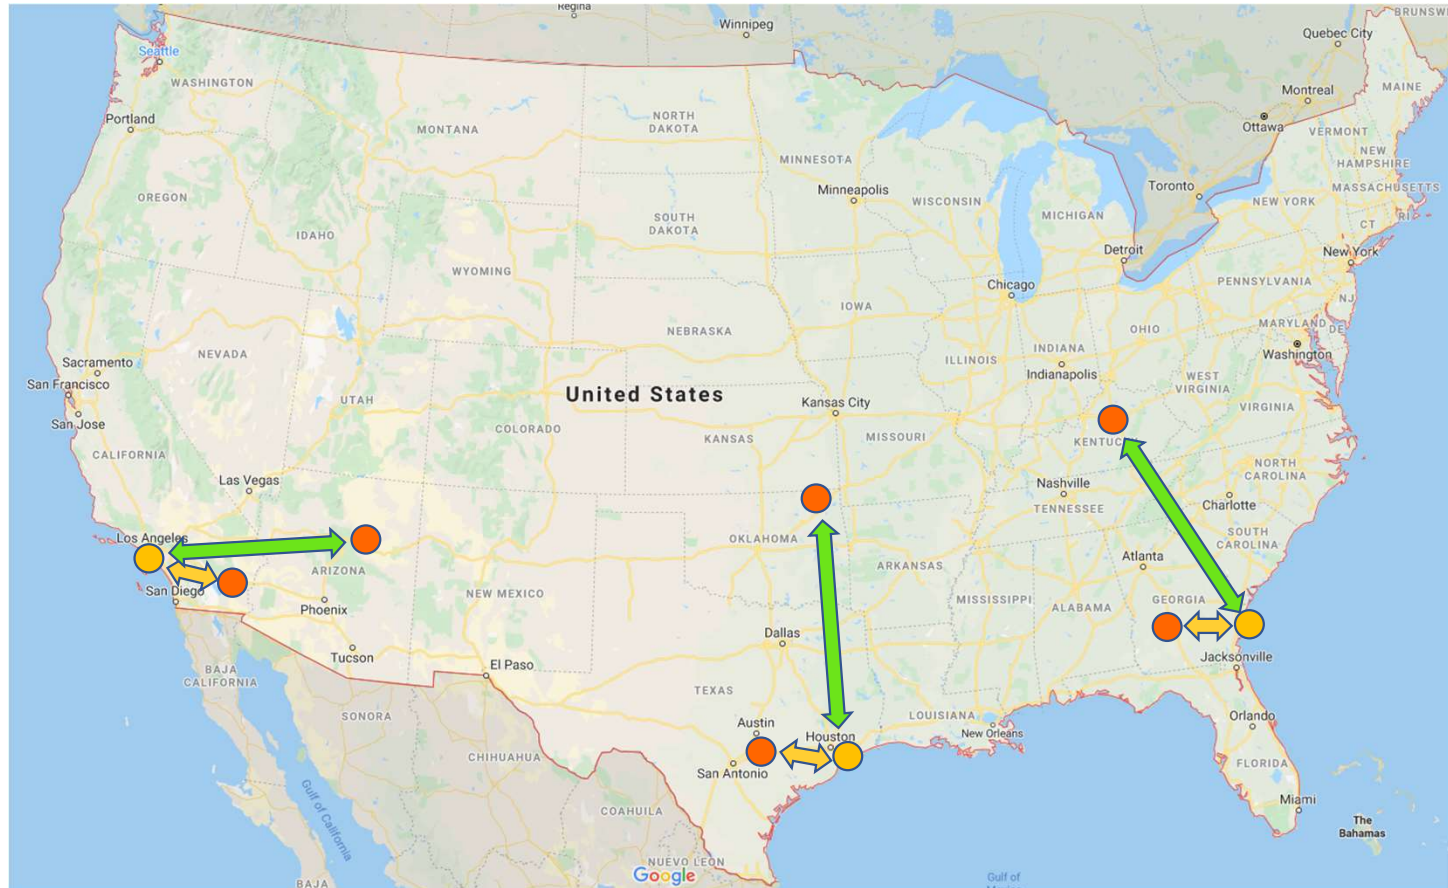 Regina
Winnipeg
BRUNSW
Quebec City
Seattle
WASHINGTON
Montreal
MAINE
Portland
MONTANA
NORTH
DAKOTA
Ottawa
VERMONT
MINNESOTA
NEW
HAMPSHIRE
Minneapolis
WISCONSIN
Toronto
MASSACHUSETTS
OREGON
NEW YORK
SOUTH
DAKOTA
MICHIGAN
CT
RI
IDAHO
Detroit
New York
WYOMING
Chicago
PENNSYLVANIA
IOWA
NJ
NEBRASKA
OHIO
MARYLAND
DE
NEVADA
ILLINOIS
INDIANA
Washington
Sacramento
Indianapolis
San Francisco
WEST
VIRGINIA
UTAH
United States
Kansas City
VIRGINIA
San Jose
COLORADO
KANSAS
MISSOURI
KENTUC
CALIFORNIA
NORTH
CAROLINA
Las Vegas
Nashville
TENNESSEE
Charlotte
Los Angeles
OKLAHOMA
SOUTH
CAROLINA
Atlanta
ARIZONA
ARKANSAS
San Diego
NEW MEXICO
MISSISSIPPI
ALABAMA
GEORGIA
Phoenix
Dallas
Tucson
El Paso
Jacksonville
BAJA
CALIFORNIA
TEXAS
SONORA
Austin
LOUISIANA
Orlando
Houston
New Orleans
CHIHUAHUA
San Antonio
FLORIDA
Gulf of California
COAHUILA
Miami
The
Bahamas
NUEVO LEON
Google
Gulf of
BAJA